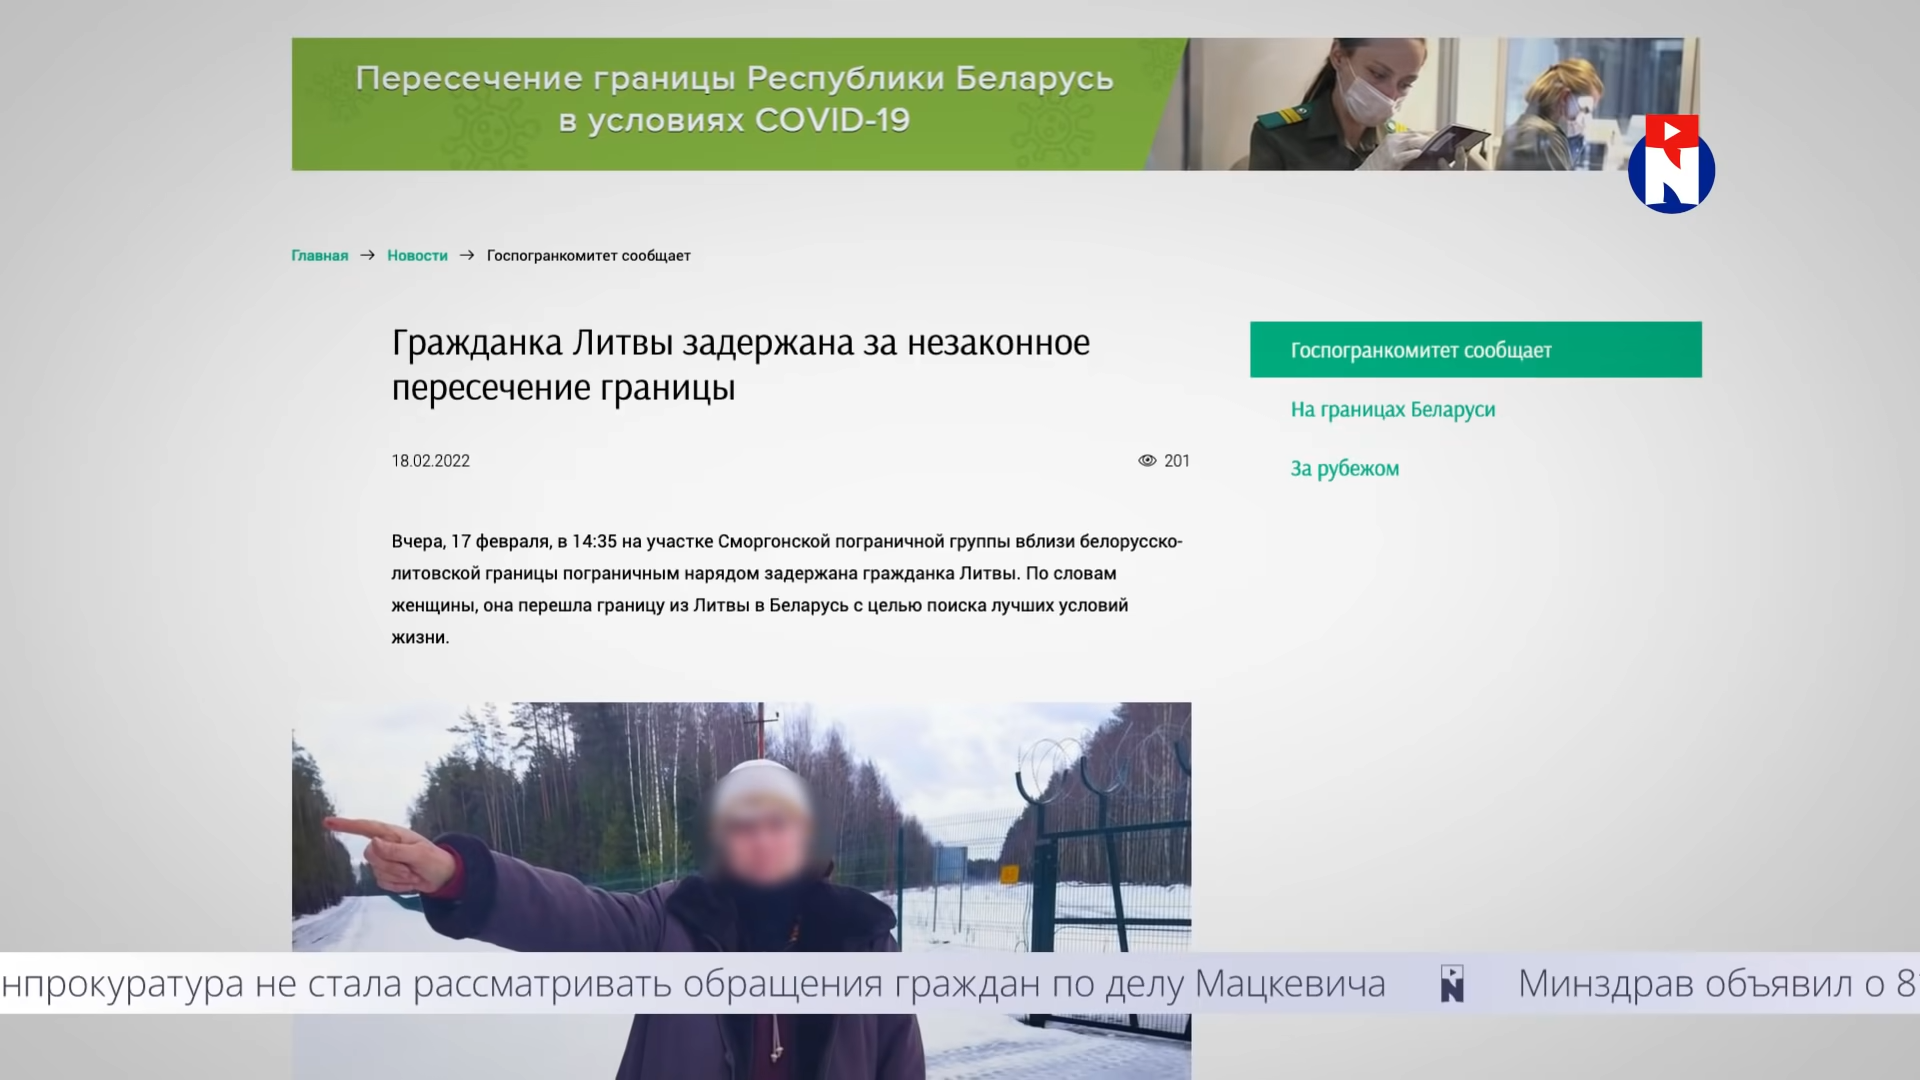 Пересечение границы Республики Беларусь
в условиях COVID-19
Главная → Новости → Госпогранкомитет сообщает
Гражданка Литвы задержана за незаконное
пересечение границы
18.02.2022
201
Вчера, 17 февраля, в 14:35 на участке Сморгонской пограничной группы вблизи белорусско-
литовской границы пограничным нарядом задержана гражданка Литвы. По словам
женщины, она перешла границу из Литвы в Беларусь с целью поиска лучших условий
жизни.
Госпогранкомитет сообщает
На границах Беларуси
За рубежом
нпрокуратура не стала рассматривать обращения граждан по делу Мацкевича
Минздрав объявил о 8